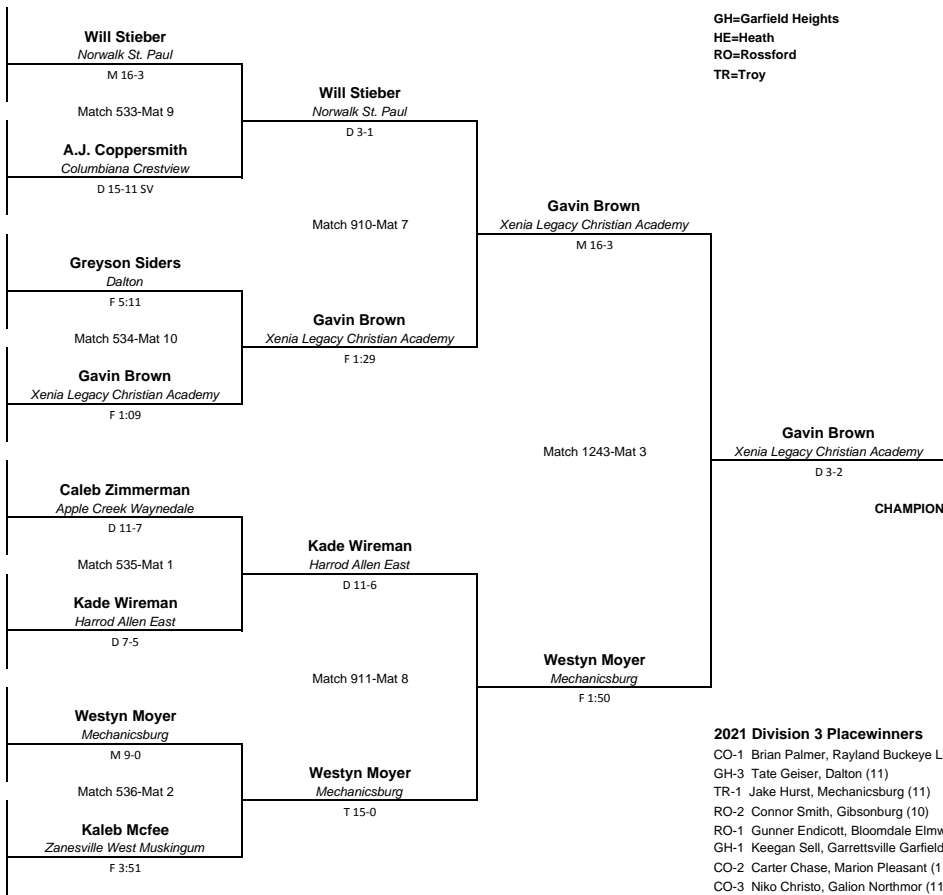 GH=Garfield Heights
HE=Heath
RO=Rossford
TR=Troy
Will Stieber
Norwalk St. Paul
M 16-3
Match 533-Mat 9
A.J. Coppersmith
Columbiana Crestview
D 15-11 SV
Will Stieber
Norwalk St. Paul
D 3-1
Match 910-Mat 7
Greyson Siders
Dalton
F 5:11
Match 534-Mat 10
Gavin Brown
Xenia Legacy Christian Academy
F 1:09
Gavin Brown
Xenia Legacy Christian Academy
F 1:29
Gavin Brown
Xenia Legacy Christian Academy
M 16-3
Match 1243-Mat 3
Gavin Brown
Xenia Legacy Christian Academy
D 3-2
CHAMPION
Caleb Zimmerman
Apple Creek Waynedale
D 11-7
Match 535-Mat 1
Kade Wireman
Harrod Allen East
D 7-5
Kade Wireman
Harrod Allen East
D 11-6
Match 911-Mat 8
Westyn Moyer
Mechanicsburg
F 1:50
Westyn Moyer
Mechanicsburg
M 9-0
Match 536-Mat 2
Kaleb Mcfee
Zanesville West Muskingum
F 3:51
Westyn Moyer
Mechanicsburg
T 15-0
2021 Division 3 Placewinners
CO-1 Brian Palmer, Rayland Buckeye L
GH-3 Tate Geiser, Dalton (11)
TR-1 Jake Hurst, Mechanicsburg (11)
RO-2 Connor Smith, Gibsonburg (10)
RO-1 Gunner Endicott, Bloomdale Elmw
GH-1 Keegan Sell, Garrettsville Garfield
CO-2 Carter Chase, Marion Pleasant (1
CO-3 Niko Christo, Galion Northmor (11